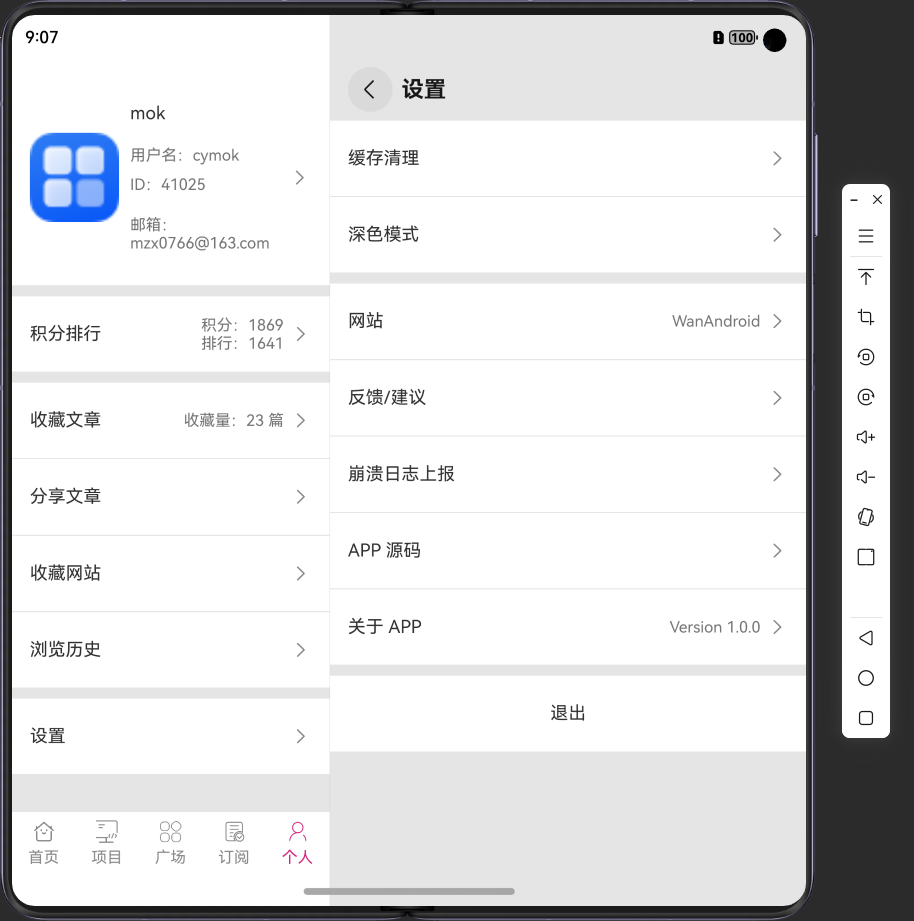 9:07
100
mok
用户名：cymok
ID：41025
邮箱：
mzx0766@163.com
积分排行
积分：1869
排行：1641
收藏文章
收藏量：23 篇
分享文章
收藏网站
浏览历史
设置
首页
项目
广场
订阅
个人
设置
缓存清理
深色模式
网站
WanAndroid
反馈/建议
崩溃日志上报
APP 源码
关于 APP
Version 1.0.0
退出